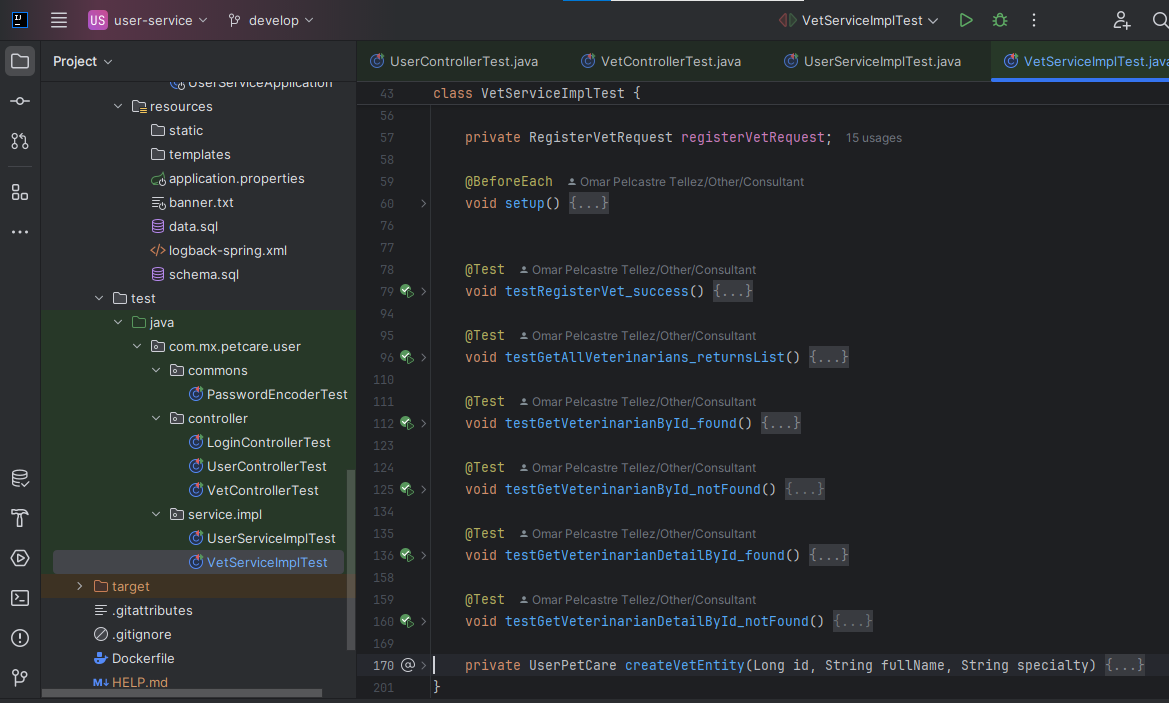 US user-service develop VetServiceImplTest
Project
UserServiceApplication
resources
static
templates
application.properties
banner.txt
data.sql
logback-spring.xml
schema.sql
test
java
com.mx.petcare.user
commons
PasswordEncoderTest
controller
LoginControllerTest
UserControllerTest
VetControllerTest
service.impl
UserServiceImplTest
VetServiceImplTest
target
.gitattributes
.gitignore
Dockerfile
M↓ HELP.md
UserControllerTest.java VetControllerTest.java UserServiceImplTest.java VetServiceImplTest.java
43 class VetServiceImplTest {
56
57 private RegisterVetRequest registerVetRequest; 15 usages
58
59 @BeforeEach Omar Pelcastre Tellez/Other/Consultant
60 void setup() {...}
76
77
78 @Test Omar Pelcastre Tellez/Other/Consultant
79 void testRegisterVet_success() {...}
94
95 @Test Omar Pelcastre Tellez/Other/Consultant
96 void testGetAllVeterinarians_returnsList() {...}
110
111 @Test Omar Pelcastre Tellez/Other/Consultant
112 void testGetVeterinarianById_found() {...}
123
124 @Test Omar Pelcastre Tellez/Other/Consultant
125 void testGetVeterinarianById_notFound() {...}
134
135 @Test Omar Pelcastre Tellez/Other/Consultant
136 void testGetVeterinarianDetailById_found() {...}
158
159 @Test Omar Pelcastre Tellez/Other/Consultant
160 void testGetVeterinarianDetailById_notFound() {...}
169
170 @ private UserPetCare createVetEntity(Long id, String fullName, String specialty) {...}
201 }